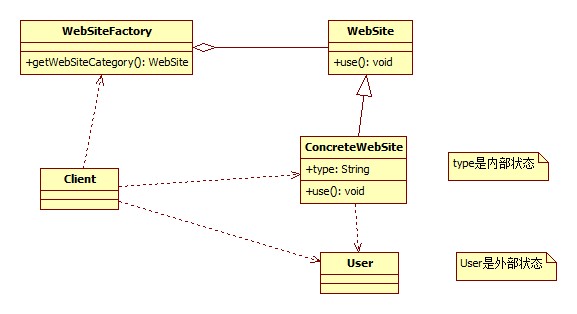 WebSiteFactory
+getWebSiteCategory(): WebSite
WebSite
+use(): void
ConcreteWebSite
+type: String
+use(): void
type是内部状态
Client
User
User是外部状态